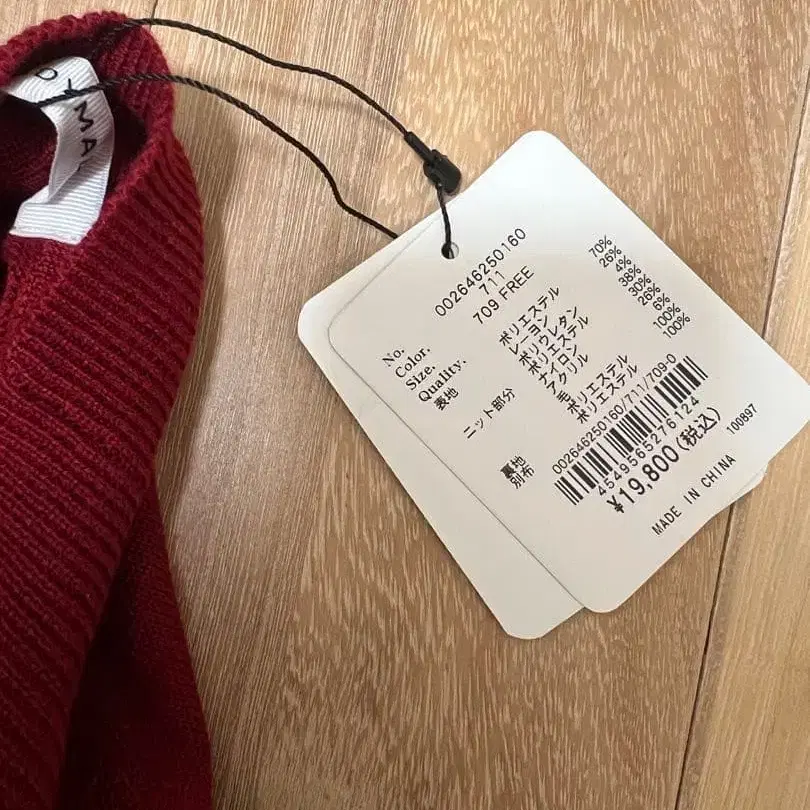 DYMA
No. 002646250160
Color. 711
Size. 709 FREE
Quality.
表地 ポリエステル 70%
レーヨン 26%
ポリウレタン 4%
ニット部分 ポリエステル 38%
ナイロン 30%
アクリル 26%
毛 6%
裏地 ポリエステル 100%
別布 ポリエステル 100%
002646250160/711/709-0
4549565276124
¥19,800(税込)
100897
MADE IN CHINA